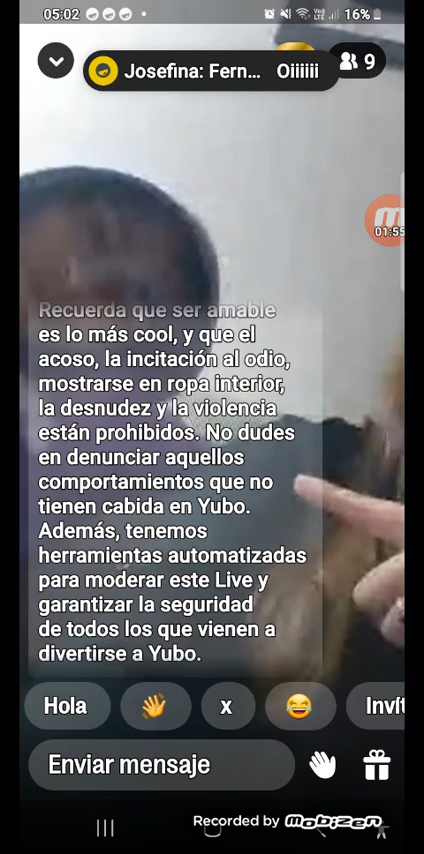 05:02
Vo))
LTE
16%
Josefina: Fern... Oiiiiii
9
01:55
Recuerda que ser amable
es lo más cool, y que el
acoso, la incitación al odio,
mostrarse en ropa interior,
la desnudez y la violencia
están prohibidos. No dudes
en denunciar aquellos
comportamientos que no
tienen cabida en Yubo.
Además, tenemos
herramientas automatizadas
para moderar este Live y
garantizar la seguridad
de todos los que vienen a
divertirse a Yubo.
Hola
x
Invít
Enviar mensaje
Recorded by mobizen